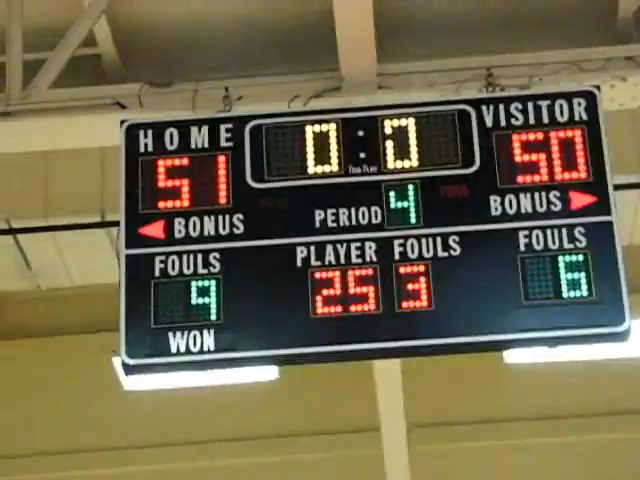 HOME 0:0 VISITOR
51 50
BONUS PERIOD 4 BONUS
FOULS PLAYER FOULS FOULS
9 25 3 6
WON